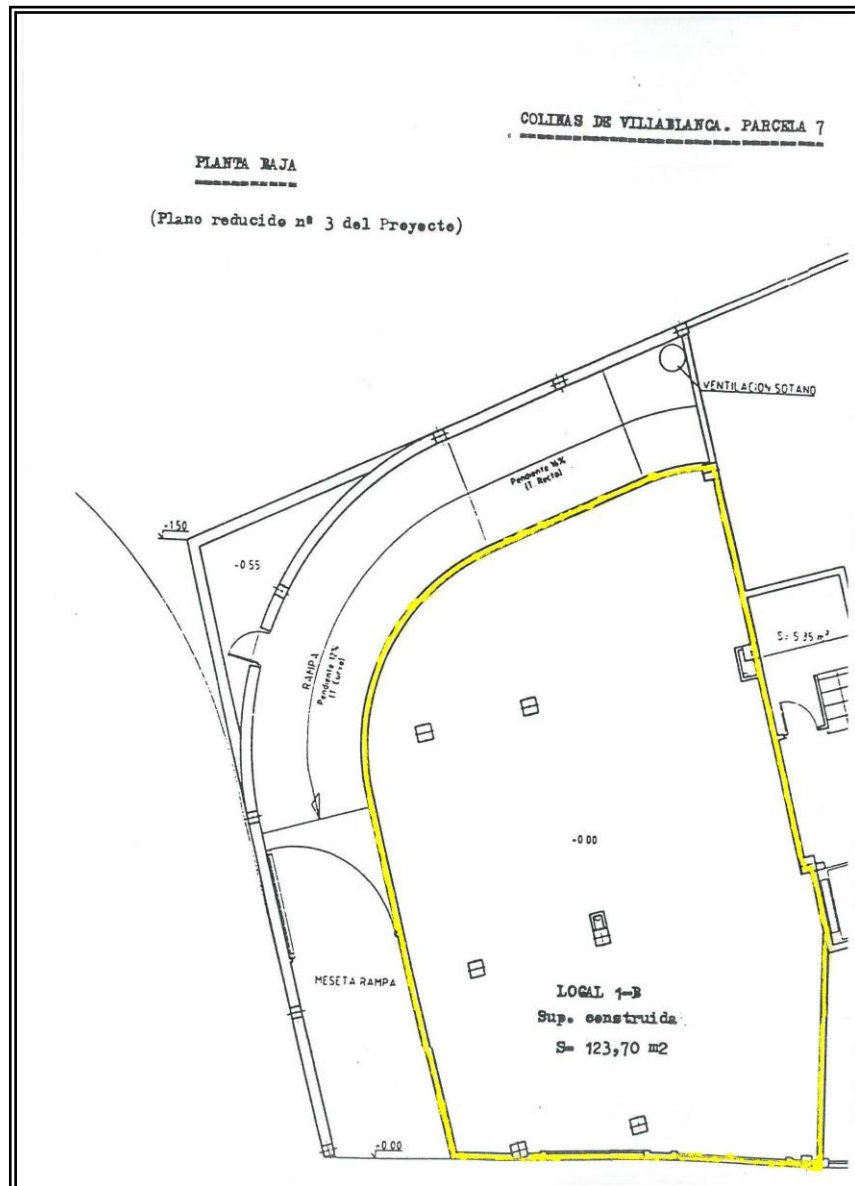 COLINAS DE VILLABLANCA. PARCELA 7
PLANTA BAJA
(Plano reducido nº 3 del Proyecto)
VENTILACION SOTANO
Pendiente 16%
(T. Recto)
-1.50
-0.55
S= 5.35 m²
RAMPA
Pendiente 12%
(T. Curvo)
-0.00
MESETA RAMPA
LOCAL 1-B
Sup. construida
S= 123,70 m2
-0.00